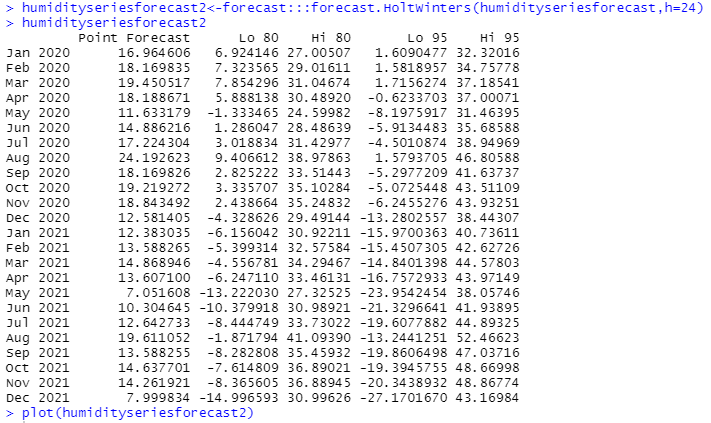 > humidityseriesforecast2<-forecast:::forecast.HoltWinters(humidityseriesforecast,h=24)
> humidityseriesforecast2
Point Forecast Lo 80 Hi 80 Lo 95 Hi 95
Jan 2020 16.964606 6.924146 27.00507 1.6090477 32.32016
Feb 2020 18.169835 7.323565 29.01611 1.5818957 34.75778
Mar 2020 19.450517 7.854296 31.04674 1.7156274 37.18541
Apr 2020 18.188671 5.888138 30.48920 -0.6233703 37.00071
May 2020 11.633179 -1.333465 24.59982 -8.1975917 31.46395
Jun 2020 14.886216 1.286047 28.48639 -5.9134483 35.68588
Jul 2020 17.224304 3.018834 31.42977 -4.5010874 38.94969
Aug 2020 24.192623 9.406612 38.97863 1.5793705 46.80588
Sep 2020 18.169826 2.825222 33.51443 -5.2977209 41.63737
Oct 2020 19.219272 3.335707 35.10284 -5.0725448 43.51109
Nov 2020 18.843492 2.438664 35.24832 -6.2455276 43.93251
Dec 2020 12.581405 -4.328626 29.49144 -13.2802557 38.44307
Jan 2021 12.383035 -6.156042 30.92211 -15.9700363 40.73611
Feb 2021 13.588265 -5.399314 32.57584 -15.4507305 42.62726
Mar 2021 14.868946 -4.556781 34.29467 -14.8401398 44.57803
Apr 2021 13.607100 -6.247110 33.46131 -16.7572933 43.97149
May 2021 7.051608 -13.222030 27.32525 -23.9542454 38.05746
Jun 2021 10.304645 -10.379918 30.98921 -21.3296641 41.93895
Jul 2021 12.642733 -8.444749 33.73022 -19.6077882 44.89325
Aug 2021 19.611052 -1.871794 41.09390 -13.2441251 52.46623
Sep 2021 13.588255 -8.282808 35.45932 -19.8606498 47.03716
Oct 2021 14.637701 -7.614809 36.89021 -19.3945755 48.66998
Nov 2021 14.261921 -8.365605 36.88945 -20.3438932 48.86774
Dec 2021 7.999834 -14.996593 30.99626 -27.1701670 43.16984
> plot(humidityseriesforecast2)